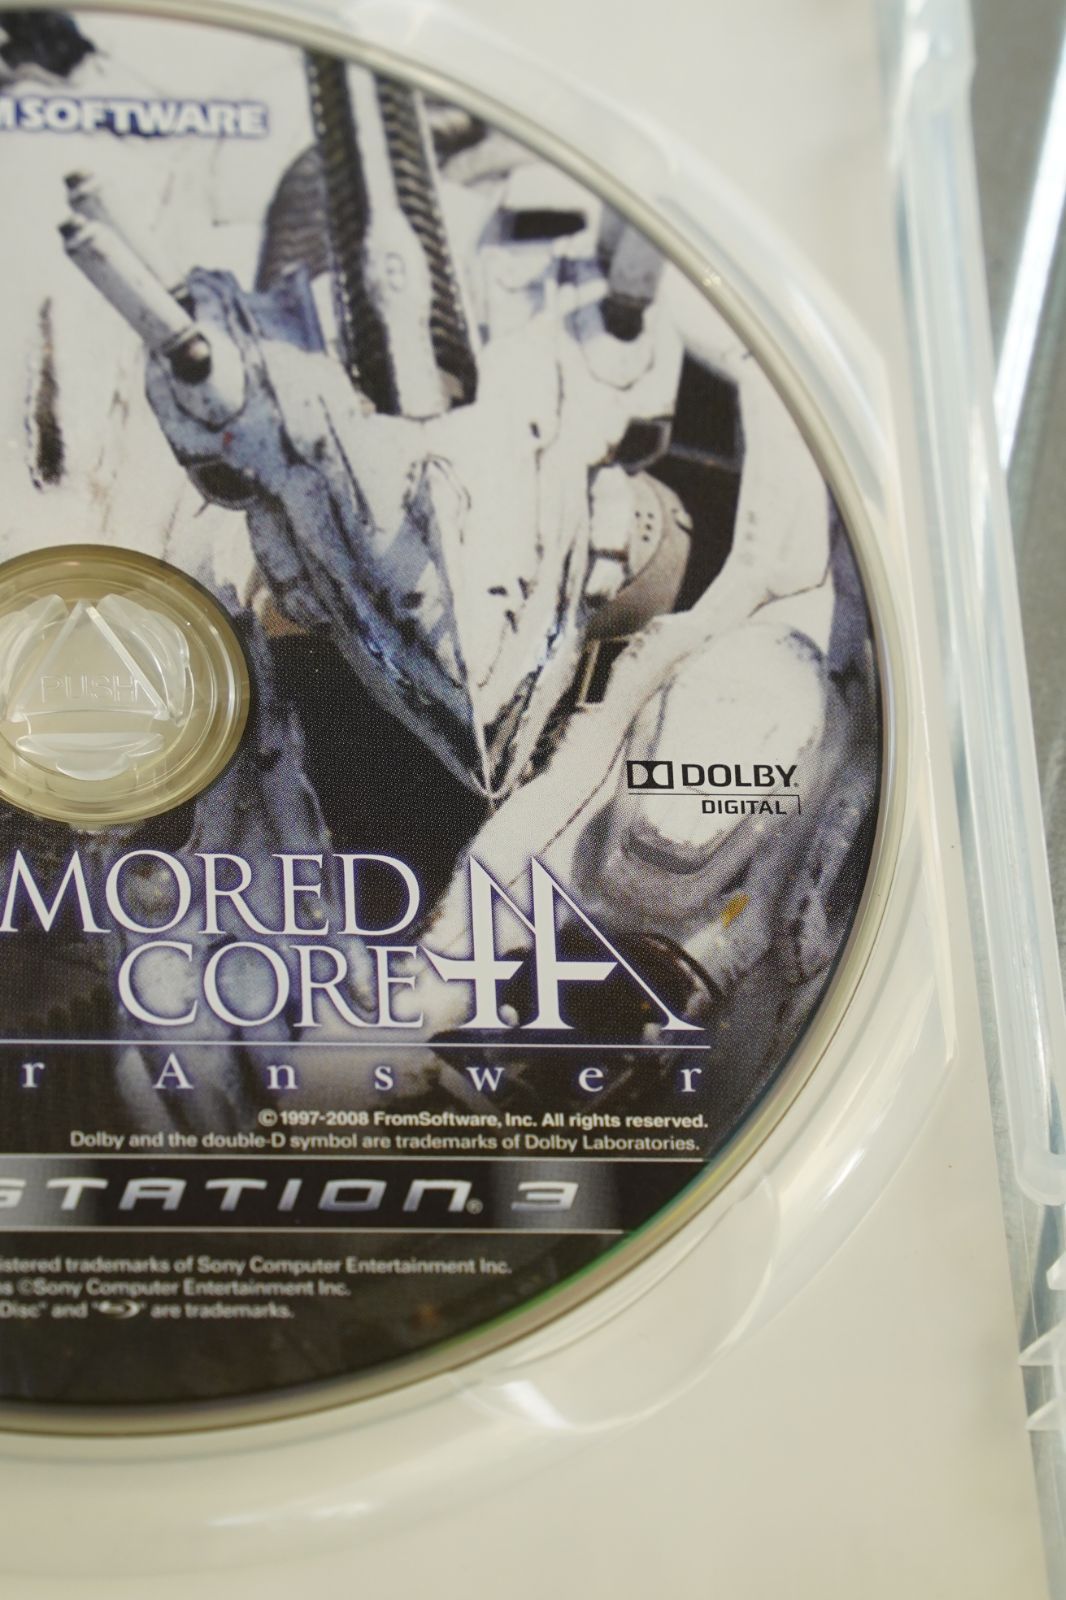 M SOFTWARE
PUSH
DOLBY
DIGITAL
MORED
CORE
r Answer
©1997-2008 FromSoftware, Inc. All rights reserved.
Dolby and the double-D symbol are trademarks of Dolby Laboratories.
STATION® 3
istered trademarks of Sony Computer Entertainment Inc.
©Sony Computer Entertainment Inc.
Disc" and " " are trademarks.